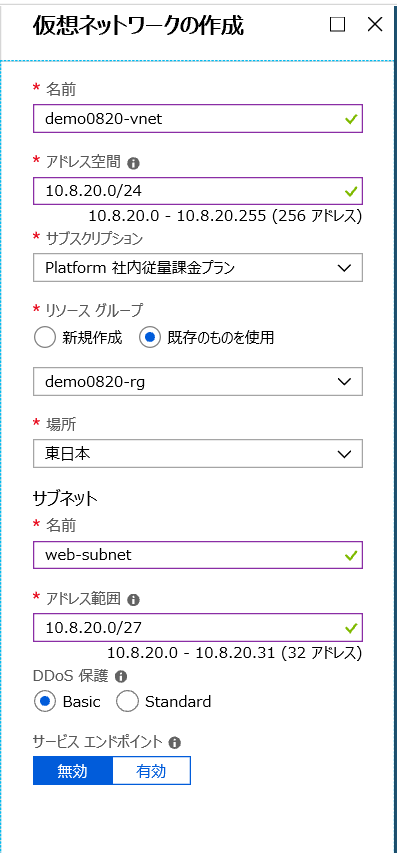 仮想ネットワークの作成
* 名前
demo0820-vnet
* アドレス空間
10.8.20.0/24
10.8.20.0 - 10.8.20.255 (256 アドレス)
* サブスクリプション
Platform 社内従量課金プラン
* リソース グループ
新規作成 既存のものを使用
demo0820-rg
* 場所
東日本
サブネット
* 名前
web-subnet
* アドレス範囲
10.8.20.0/27
10.8.20.0 - 10.8.20.31 (32 アドレス)
DDoS 保護
Basic Standard
サービス エンドポイント
無効 有効